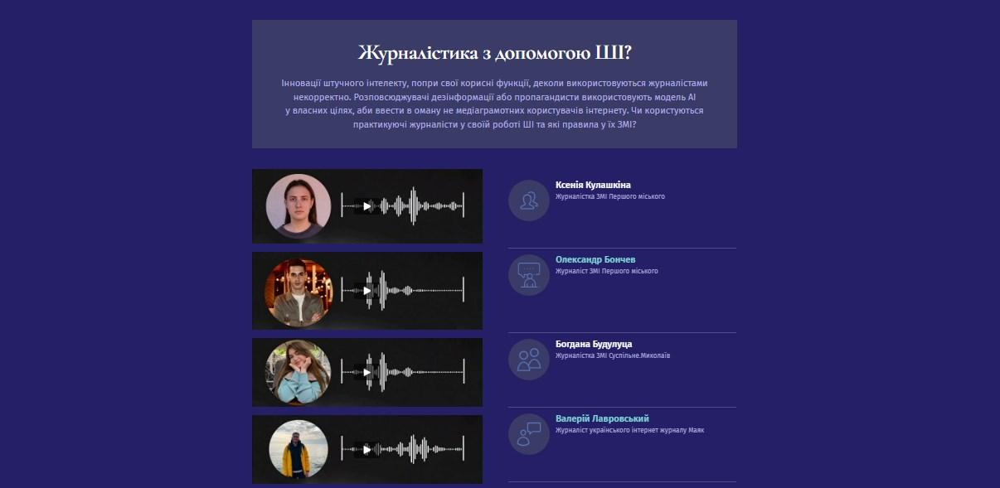 Журналістика з допомогою ШІ?
Інновації штучного інтелекту, попри свої корисні функції, деколи використовуються журналістами
некорректно. Розповсюджувачі дезінформації або пропагандисти використовують модель AI
у власних цілях, аби ввести в оману не медіаграмотних користувачів інтернету. Чи користуються
практикуючі журналісти у своїй роботі ШІ та які правила у їх ЗМІ?
Ксенія Кулашкіна
Журналістка ЗМІ Першого міського
Олександр Бончев
Журналіст ЗМІ Першого міського
Богдана Будулуца
Журналістка ЗМІ Суспільне.Миколаїв
Валерій Лавровський
Журналіст українського інтернет журналу Маяк